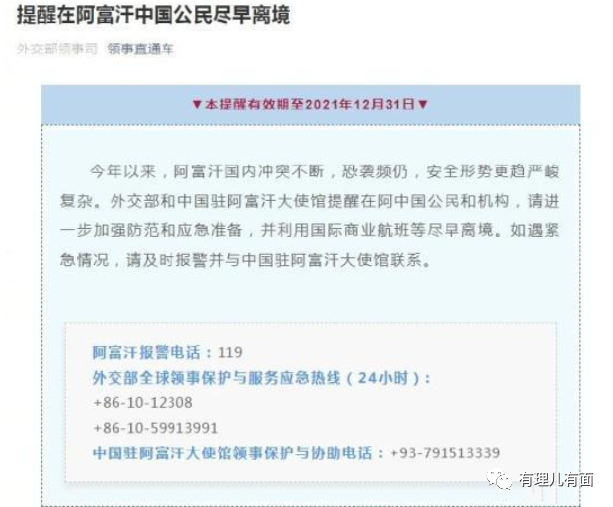 提醒在阿富汗中国公民尽早离境
外交部领事司 领事直通车
▼本提醒有效期至2021年12月31日▼
今年以来，阿富汗国内冲突不断，恐袭频仍，安全形势更趋严峻
复杂。外交部和中国驻阿富汗大使馆提醒在阿中国公民和机构，请进
一步加强防范和应急准备，并利用国际商业航班等尽早离境。如遇紧
急情况，请及时报警并与中国驻阿富汗大使馆联系。
阿富汗报警电话：119
外交部全球领事保护与服务应急热线（24小时）：
+86-10-12308
+86-10-59913991
中国驻阿富汗大使馆领事保护与协助电话：+93-791513339
有理儿有面